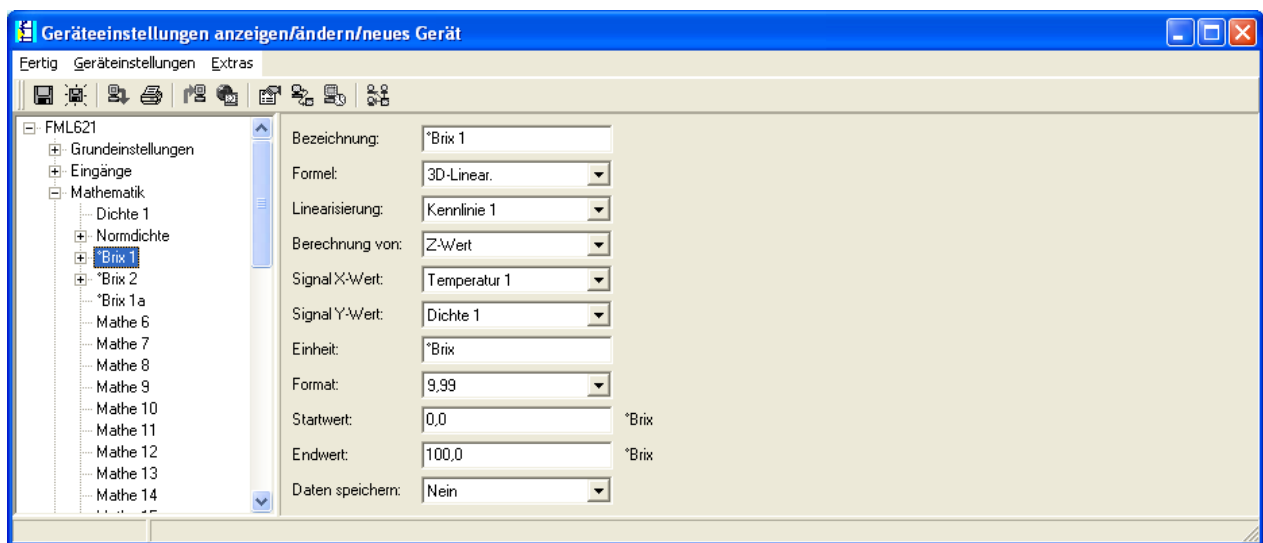 Geräteeinstellungen anzeigen/ändern/neues Gerät
Fertig Geräteinstellungen Extras
FML621
Grundeinstellungen
Eingänge
Mathematik
Dichte 1
Normdichte
°Brix 1
°Brix 2
°Brix 1a
Mathe 6
Mathe 7
Mathe 8
Mathe 9
Mathe 10
Mathe 11
Mathe 12
Mathe 13
Mathe 14
Bezeichnung: °Brix 1
Formel: 3D-Linear.
Linearisierung: Kennlinie 1
Berechnung von: Z-Wert
Signal X-Wert: Temperatur 1
Signal Y-Wert: Dichte 1
Einheit: °Brix
Format: 9,99
Startwert: 0,0 °Brix
Endwert: 100,0 °Brix
Daten speichern: Nein